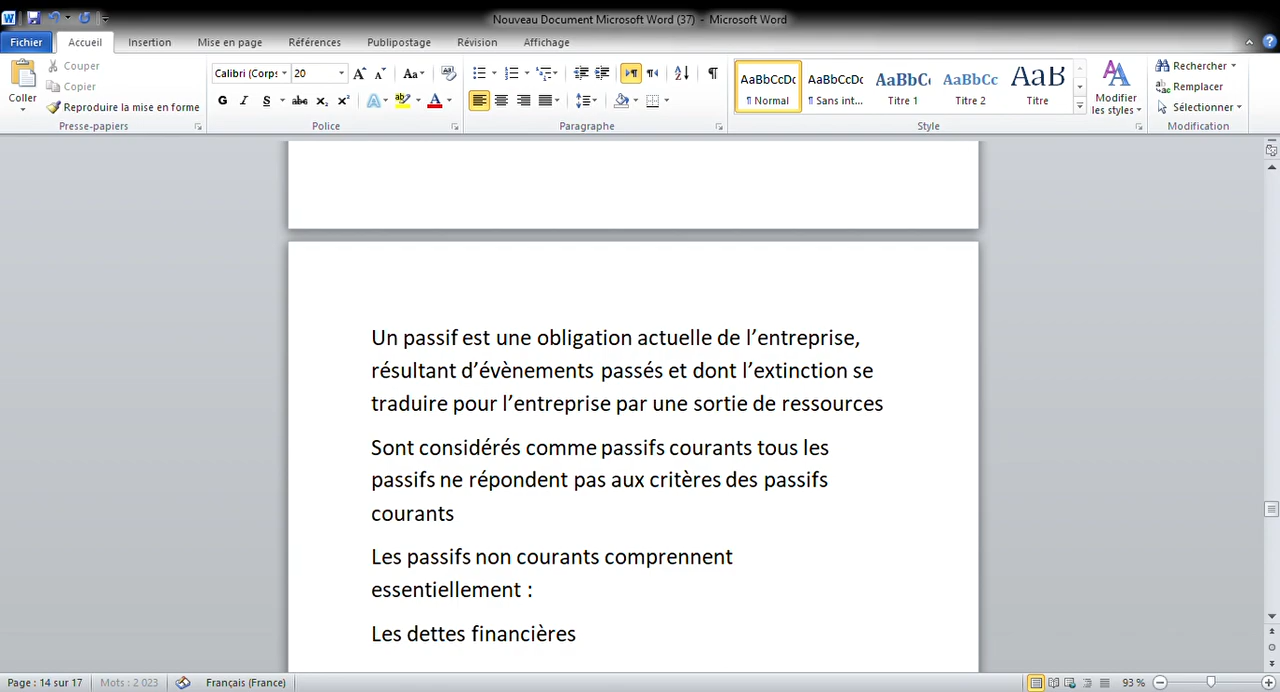 Nouveau Document Microsoft Word (37) - Microsoft Word
Fichier Accueil Insertion Mise en page Références Publipostage Révision Affichage
Coller
Couper
Copier
Reproduire la mise en forme
Presse-papiers
Calibri (Corps 20
Police
Paragraphe
AaBbCcDc AaBbCcDc AaBbC AaBbCc AaB
¶ Normal ¶ Sans int... Titre 1 Titre 2 Titre
Modifier
les styles
Style
Rechercher
Remplacer
Sélectionner
Modification
Un passif est une obligation actuelle de l’entreprise,
résultant d’évènements passés et dont l’extinction se
traduire pour l’entreprise par une sortie de ressources
Sont considérés comme passifs courants tous les
passifs ne répondent pas aux critères des passifs
courants
Les passifs non courants comprennent
essentiellement :
Les dettes financières
Page : 14 sur 17 Mots : 2 023 Français (France) 93 %